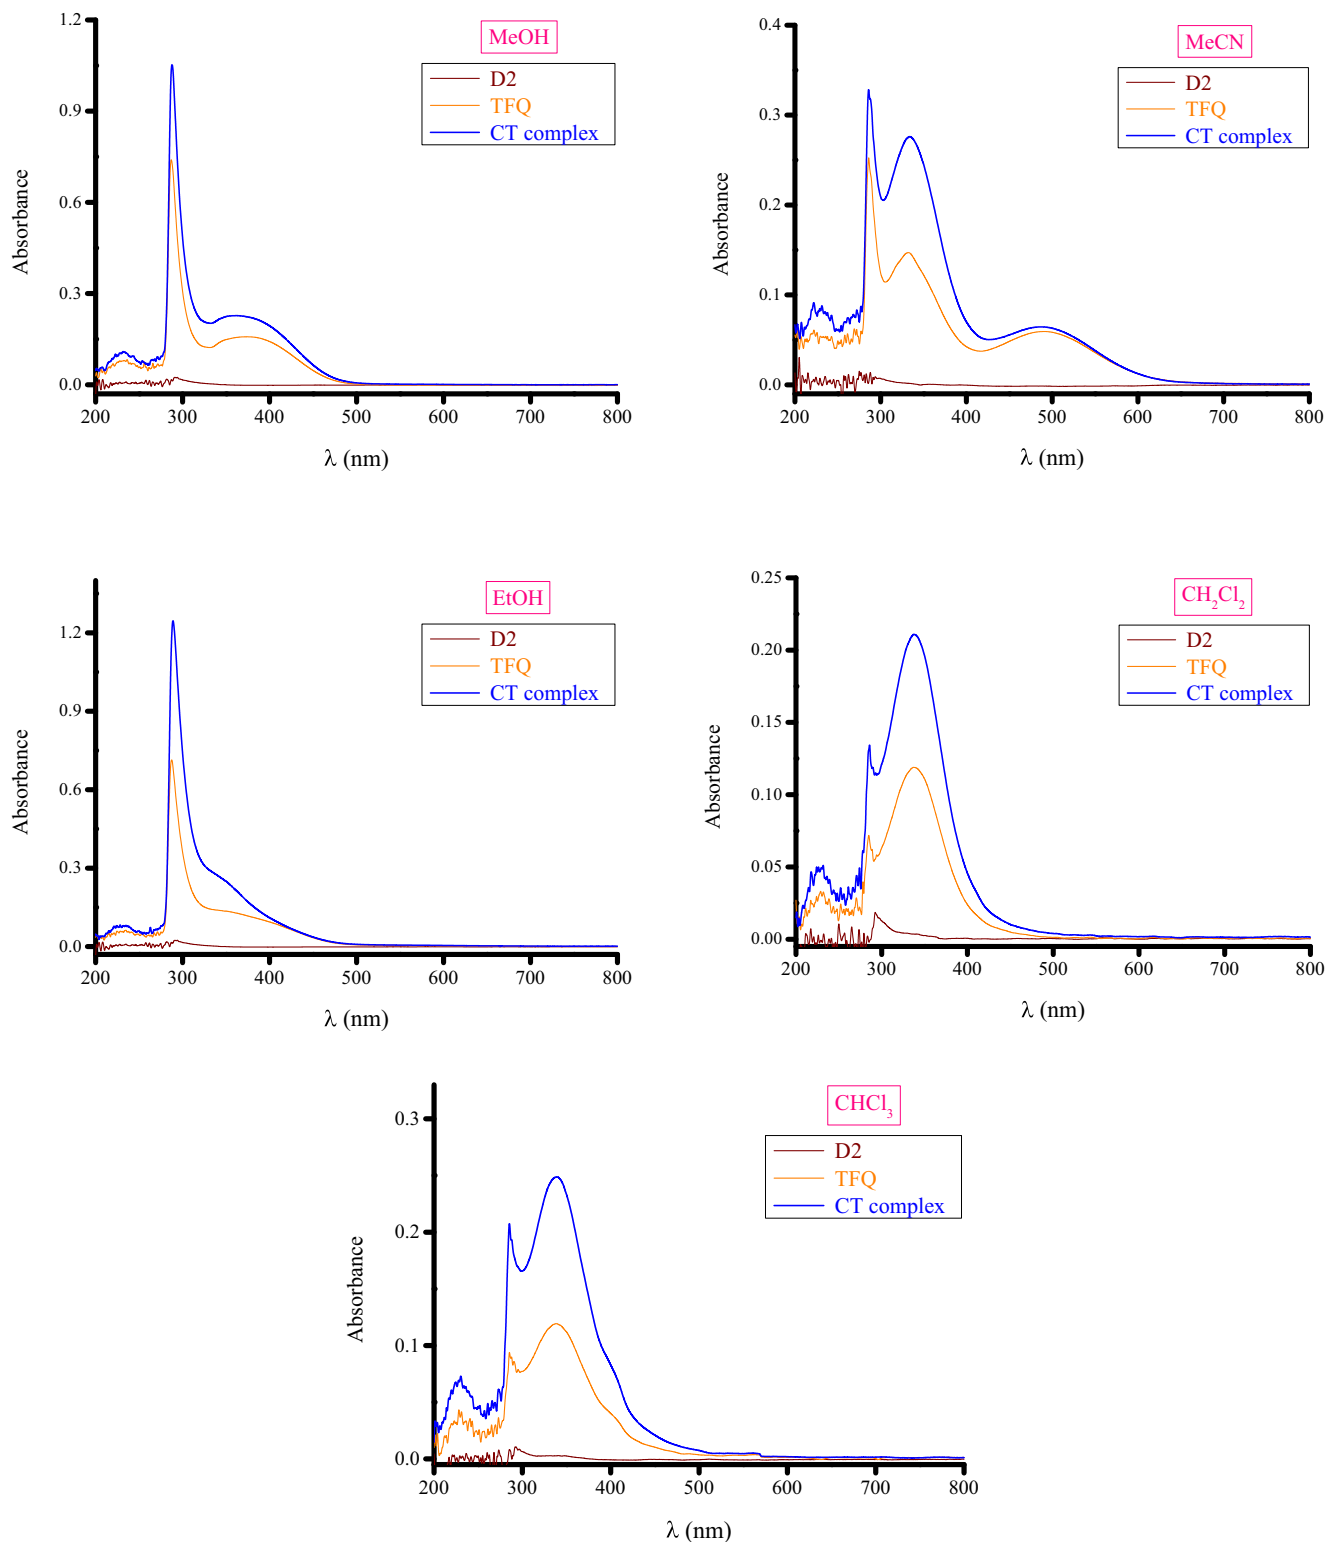 MeOH
D2
TFQ
CT complex
1.2
0.9
0.6
0.3
0.0
Absorbance
200 300 400 500 600 700 800
λ (nm)
MeCN
D2
TFQ
CT complex
0.4
0.3
0.2
0.1
0.0
Absorbance
200 300 400 500 600 700 800
λ (nm)
EtOH
D2
TFQ
CT complex
1.2
0.9
0.6
0.3
0.0
Absorbance
200 300 400 500 600 700 800
λ (nm)
CH₂Cl₂
D2
TFQ
CT complex
0.25
0.20
0.15
0.10
0.05
0.00
Absorbance
200 300 400 500 600 700 800
λ (nm)
CHCl₃
D2
TFQ
CT complex
0.3
0.2
0.1
0.0
Absorbance
200 300 400 500 600 700 800
λ (nm)